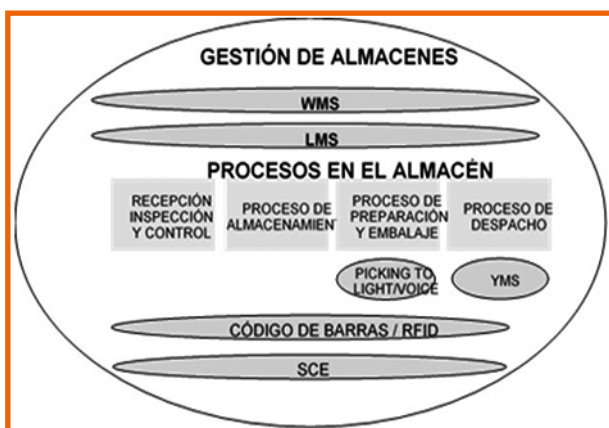 GESTIÓN DE ALMACENES
WMS
LMS
PROCESOS EN EL ALMACÉN
RECEPCIÓN
INSPECCIÓN
Y CONTROL
PROCESO DE
ALMACENAMIENT
PROCESO DE
PREPARACIÓN
Y EMBALAJE
PROCESO DE
DESPACHO
PICKING TO
LIGHT/VOICE
YMS
CÓDIGO DE BARRAS / RFID
SCE